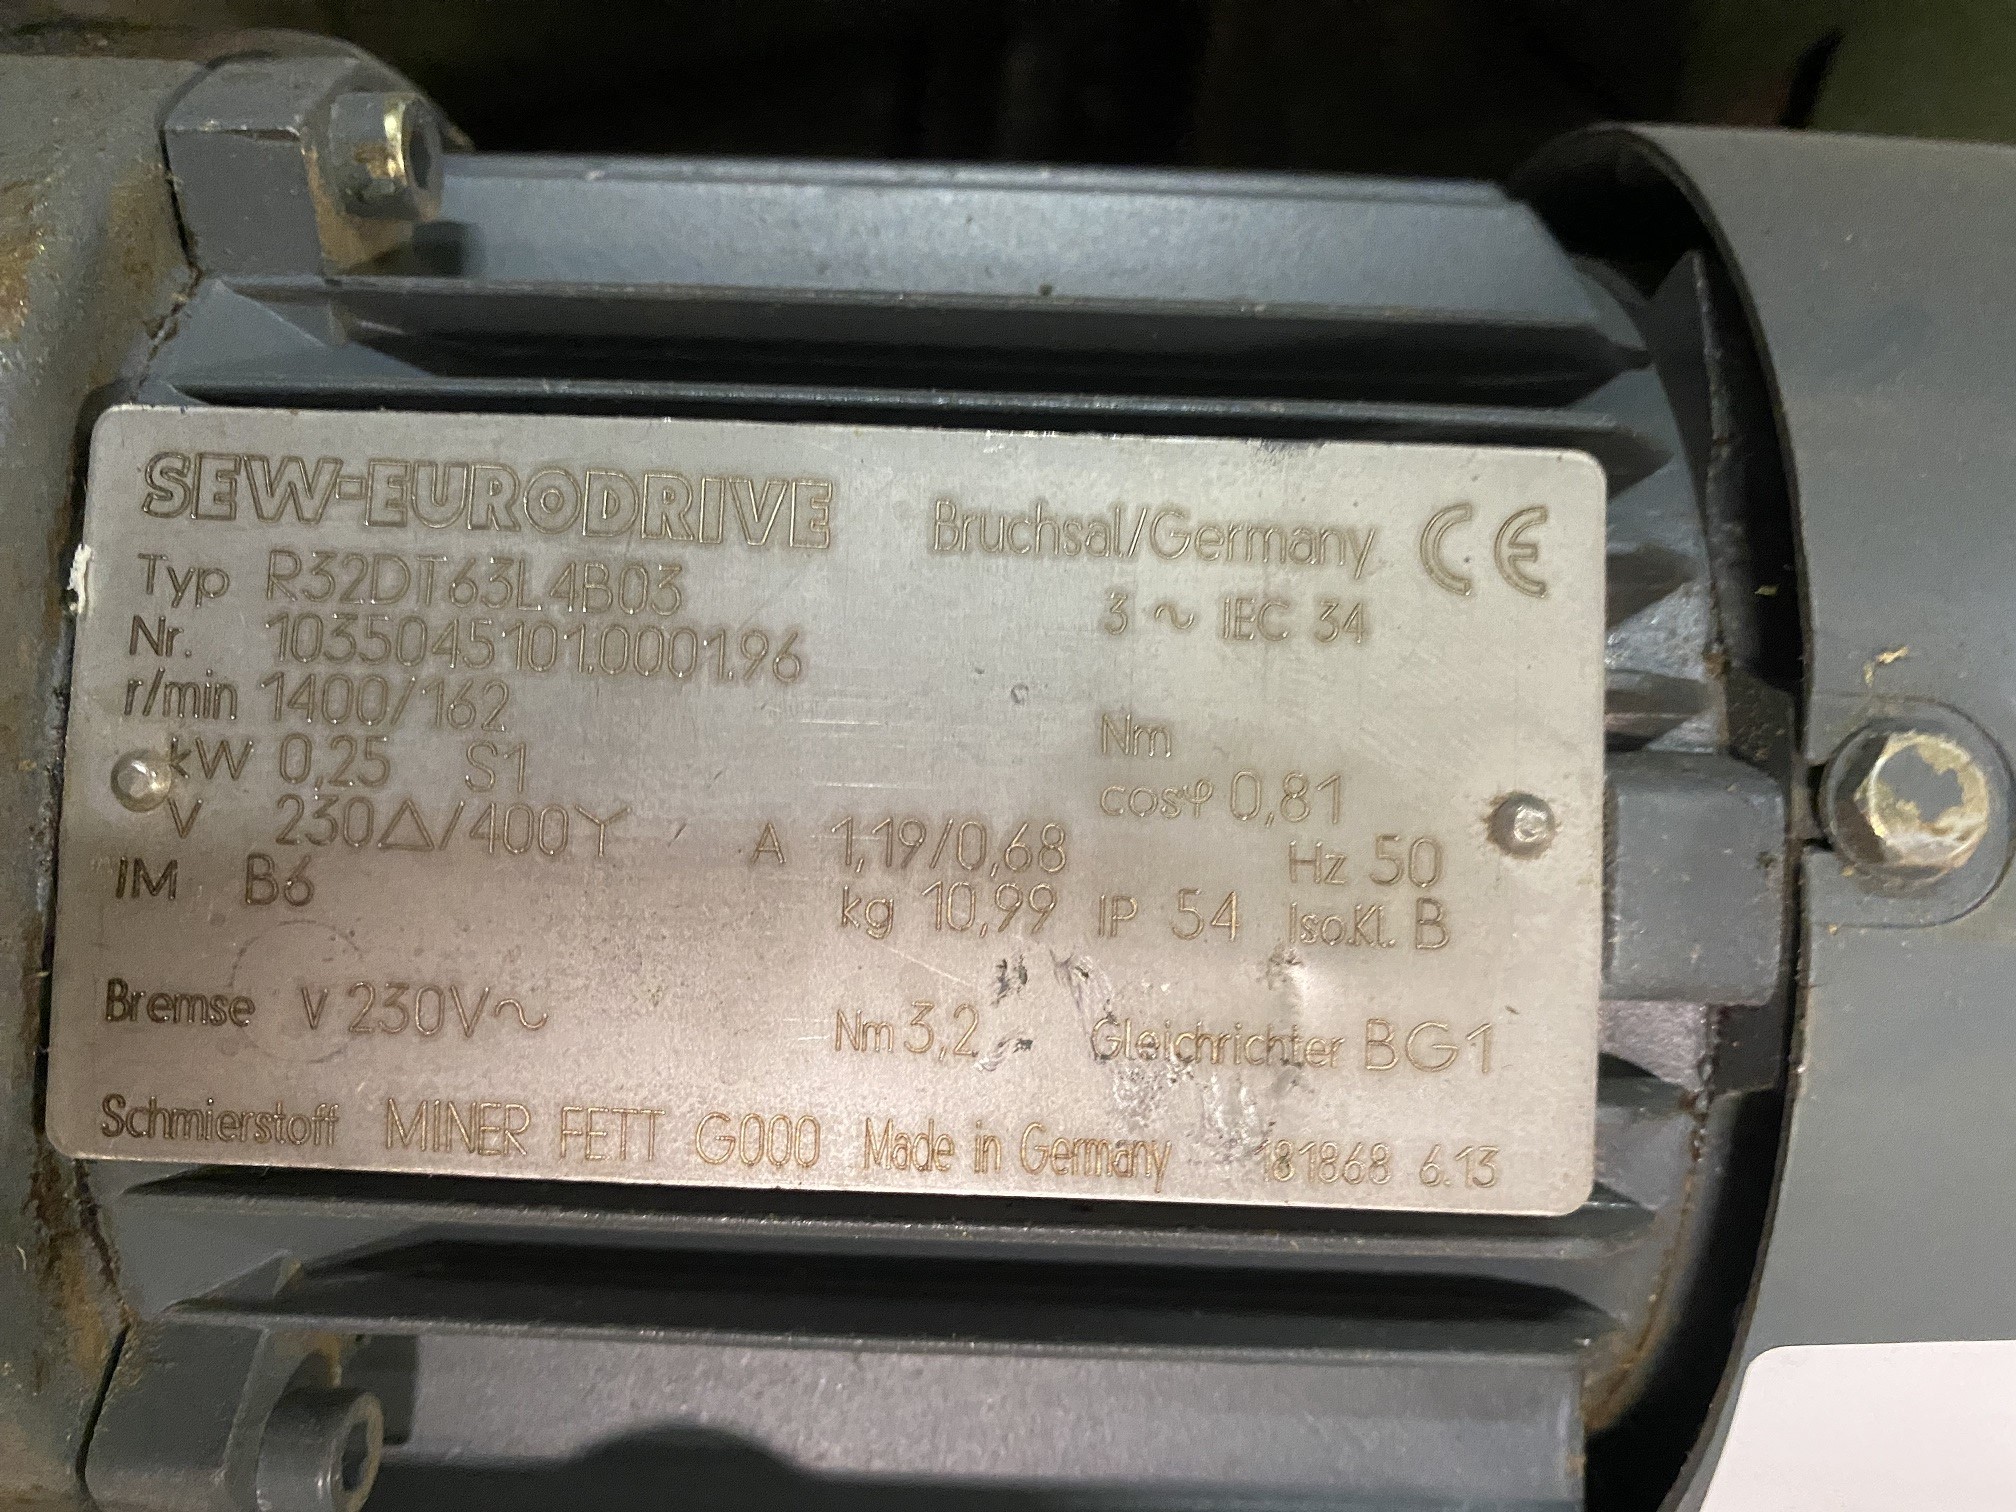 SEW-EURODRIVE Bruchsal/Germany CE
Typ R32DT63L4B03 3 ~ IEC 34
Nr. 1035045101.0001.96
r/min 1400/162 Nm
kW 0,25 S1 cosφ 0,81
V 230Δ/400Y A 1,19/0,68 Hz 50
IM B6 kg 10,99 IP 54 Iso.Kl. B
Bremse V 230V~ Nm 3,2 Gleichrichter BG1
Schmierstoff MINER FETT G000 Made in Germany 181868 6.13